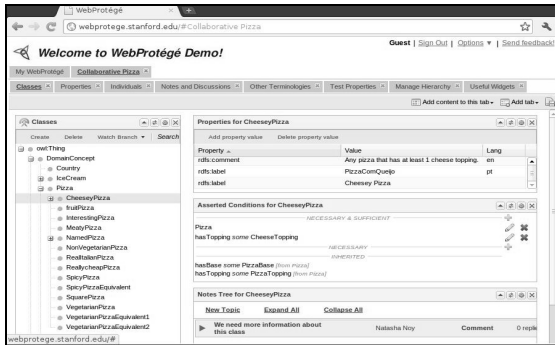 WebProtégé
webprotege.stanford.edu/#Collaborative Pizza
Welcome to WebProtégé Demo!
Guest | Sign Out | Options ▼ | Send feedback!
My WebProtégé Collaborative Pizza
Classes Properties Individuals Notes and Discussions Other Terminologies Test Properties Manage Hierarchy Useful Widgets
Add content to this tab Add tab
Classes
Create Delete Watch Branch Search
owl:Thing
DomainConcept
Country
IceCream
Pizza
CheeseyPizza
fruitPizza
InterestingPizza
MeatyPizza
NamedPizza
NonVegetarianPizza
RealItalianPizza
ReallycheapPizza
SpicyPizza
SpicyPizzaEquivalent
SquarePizza
VegetarianPizza
VegetarianPizzaEquivalent1
VegetarianPizzaEquivalent2
webprotege.stanford.edu/#
Properties for CheeseyPizza
Add property value Delete property value
Property Value Lang
rdfs:comment Any pizza that has at least 1 cheese topping. en
rdfs:label PizzaComQueijo pt
rdfs:label Cheesey Pizza
Asserted Conditions for CheeseyPizza
NECESSARY & SUFFICIENT
Pizza
hasTopping some CheeseTopping
NECESSARY
INHERITED
hasBase some PizzaBase [from Pizza]
hasTopping some PizzaTopping [from Pizza]
Notes Tree for CheeseyPizza
New Topic Expand All Collapse All
We need more information about this class Natasha Noy Comment 0 replie